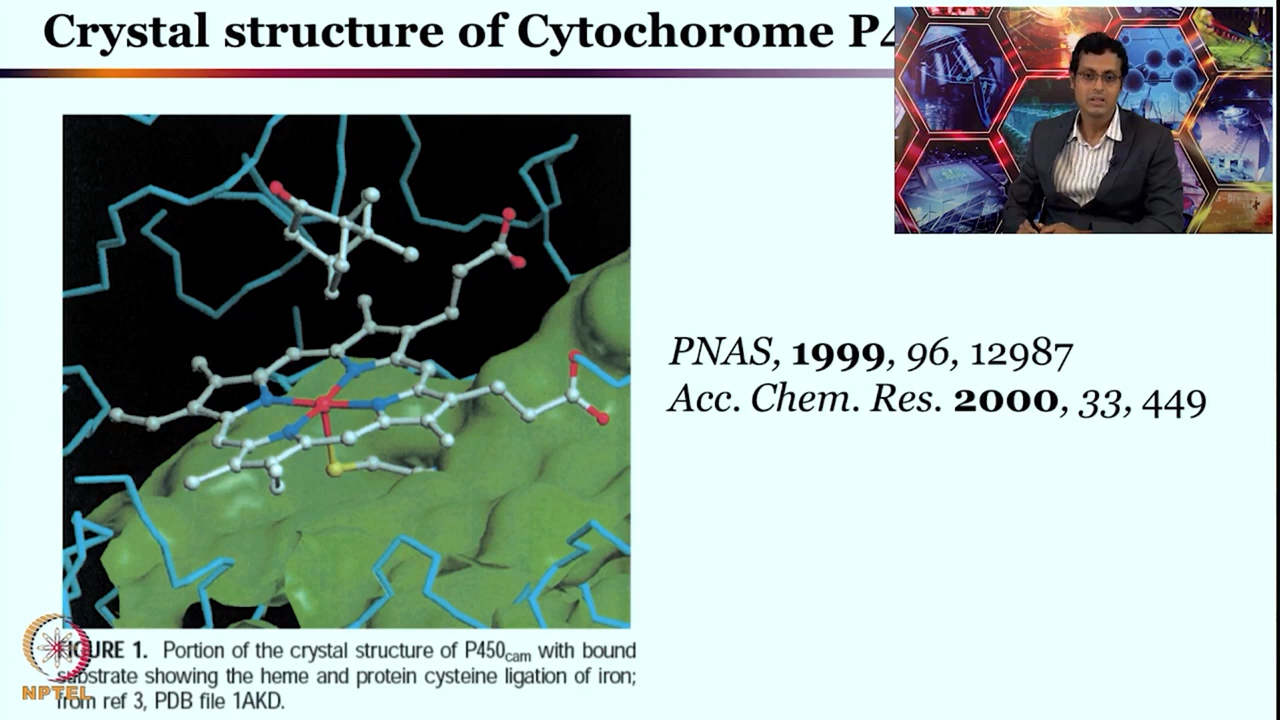 Crystal structure of Cytochorome P4
PNAS, 1999, 96, 12987
Acc. Chem. Res. 2000, 33, 449
FIGURE 1. Portion of the crystal structure of P450cam with bound
substrate showing the heme and protein cysteine ligation of iron;
from ref 3, PDB file 1AKD.
NPTEL